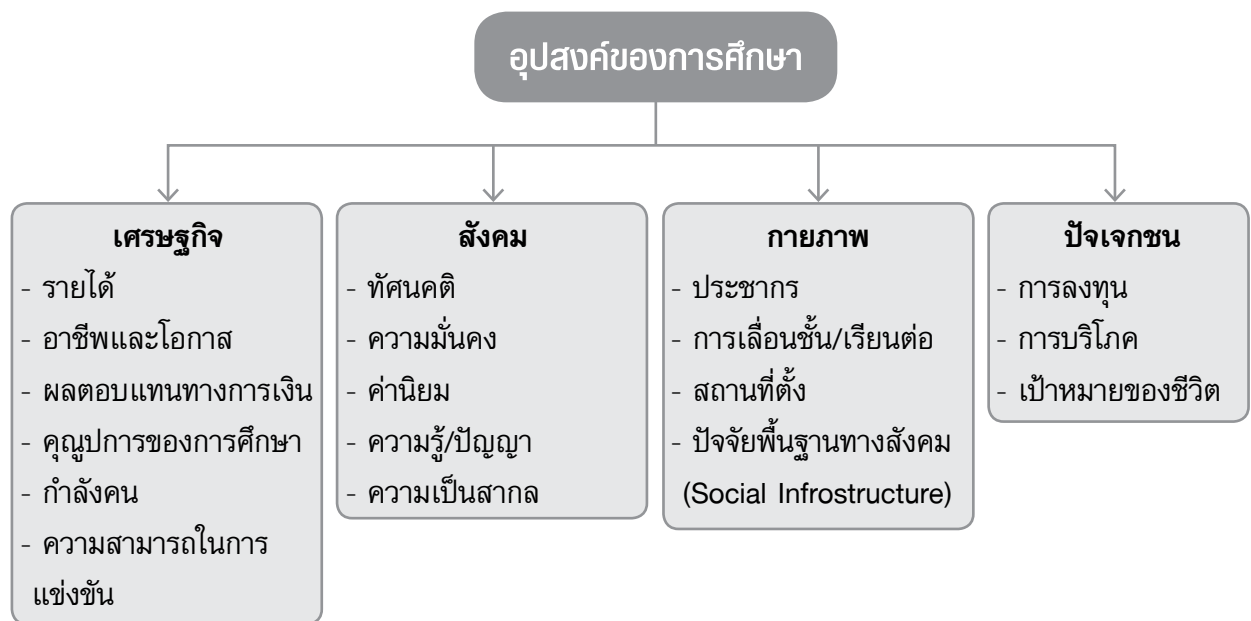 อุปสงค์ของการศึกษา
เศรษฐกิจ
- รายได้
- อาชีพและโอกาส
- ผลตอบแทนทางการเงิน
- คุณูปการของการศึกษา
- กำลังคน
- ความสามารถในการ
แข่งขัน
สังคม
- ทัศนคติ
- ความมั่นคง
- ค่านิยม
- ความรู้/ปัญญา
- ความเป็นสากล
กายภาพ
- ประชากร
- การเลื่อนชั้น/เรียนต่อ
- สถานที่ตั้ง
- ปัจจัยพื้นฐานทางสังคม
(Social Infrostructure)
ปัจเจกชน
- การลงทุน
- การบริโภค
- เป้าหมายของชีวิต